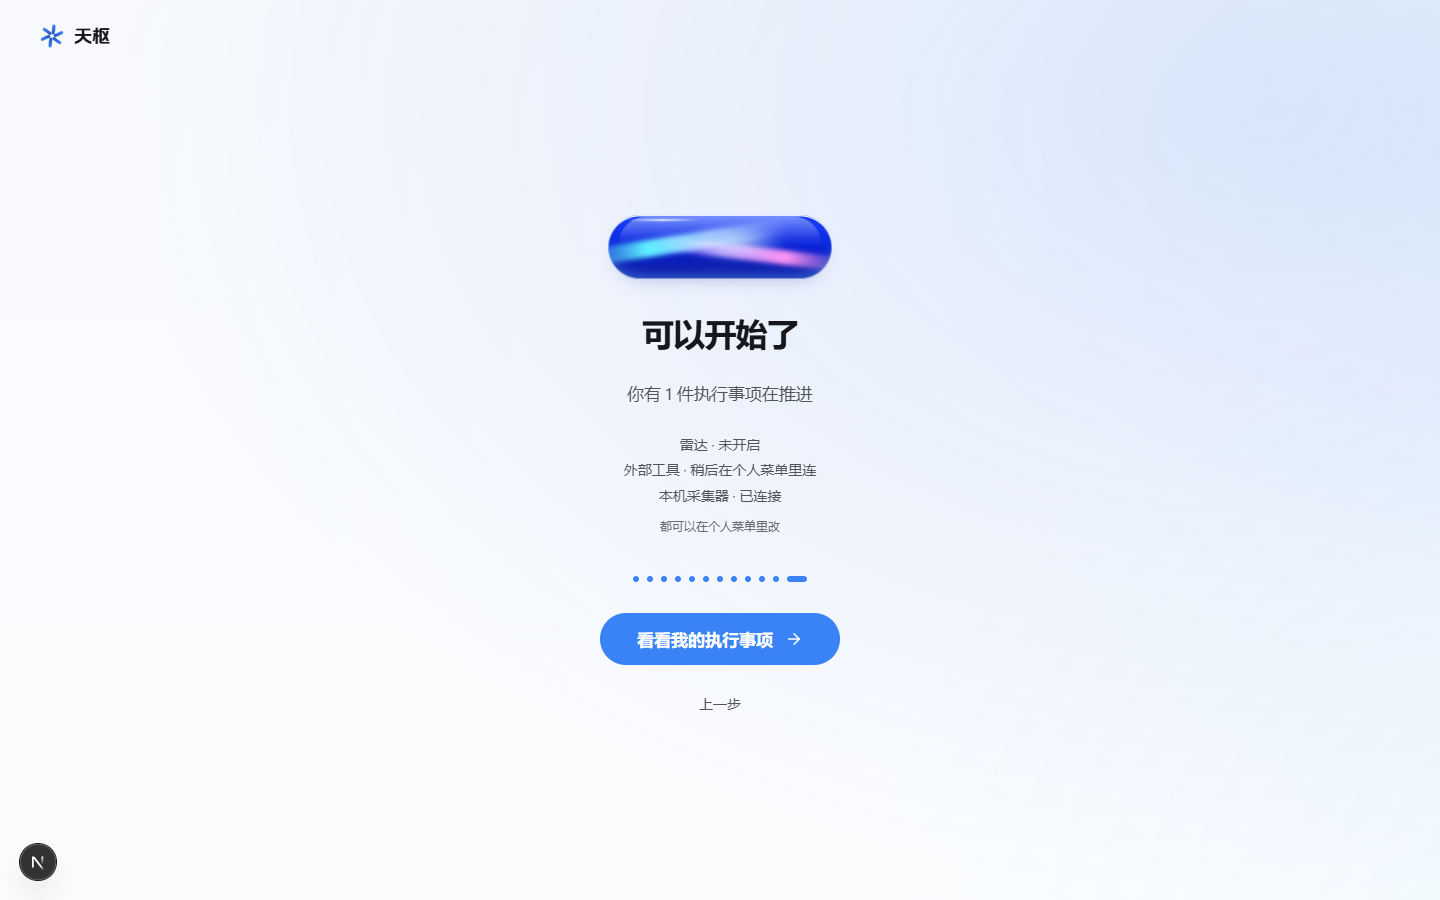 天枢
可以开始了
你有 1 件执行事项在推进
雷达 · 未开启
外部工具 · 稍后在个人菜单里连
本机采集器 · 已连接
都可以在个人菜单里改
看看我的执行事项
上一步
N